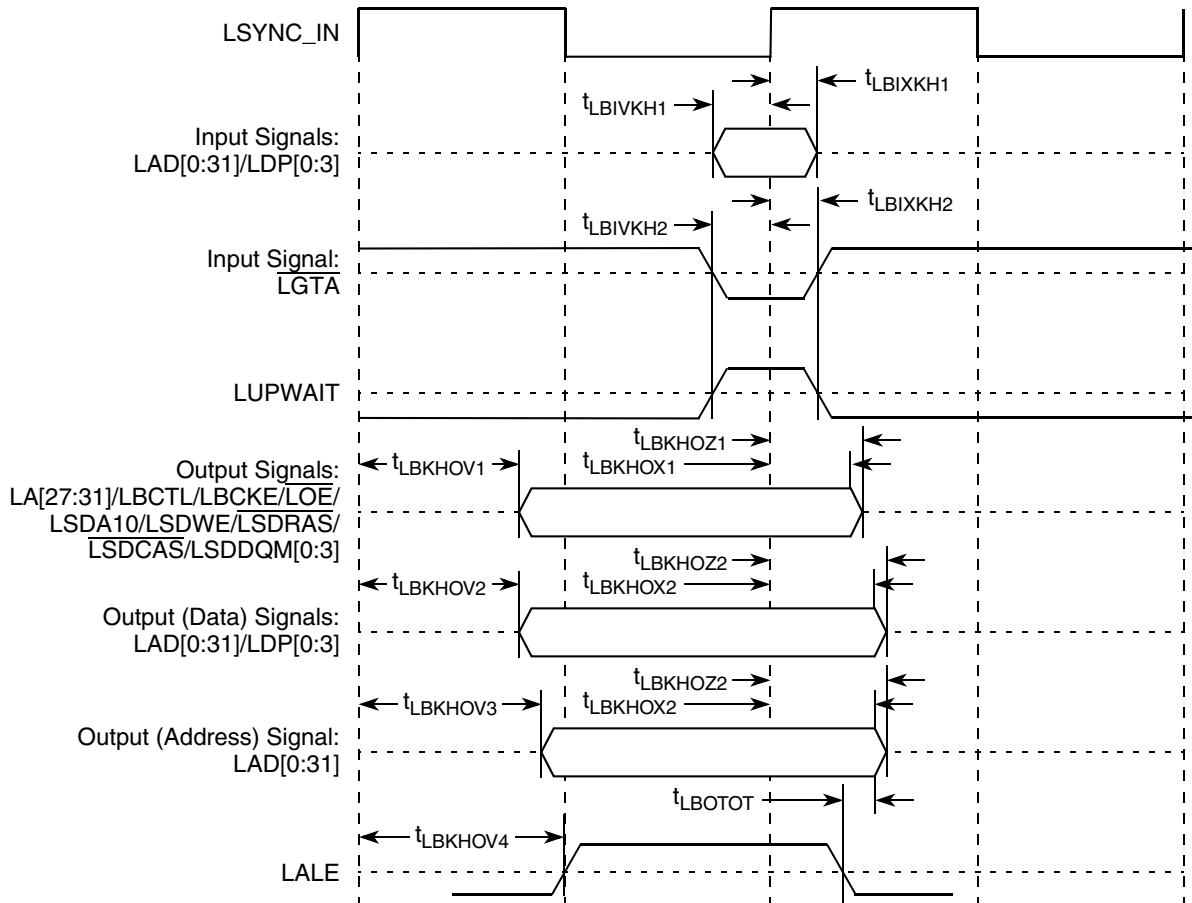 LSYNC_IN
tLBIXKH1
tLBIVKH1
Input Signals:
LAD[0:31]/LDP[0:3]
tLBIXKH2
tLBIVKH2
Input Signal:
LGTA
LUPWAIT
tLBKHOZ1
tLBKHOV1
tLBKHOX1
Output Signals:
LA[27:31]/LBCTL/LBCKE/LOE/
LSDA10/LSDWE/LSDRAS/
LSDCAS/LSDDQM[0:3]
tLBKHOZ2
tLBKHOV2
tLBKHOX2
Output (Data) Signals:
LAD[0:31]/LDP[0:3]
tLBKHOZ2
tLBKHOV3
tLBKHOX2
Output (Address) Signal:
LAD[0:31]
tLBOTOT
tLBKHOV4
LALE